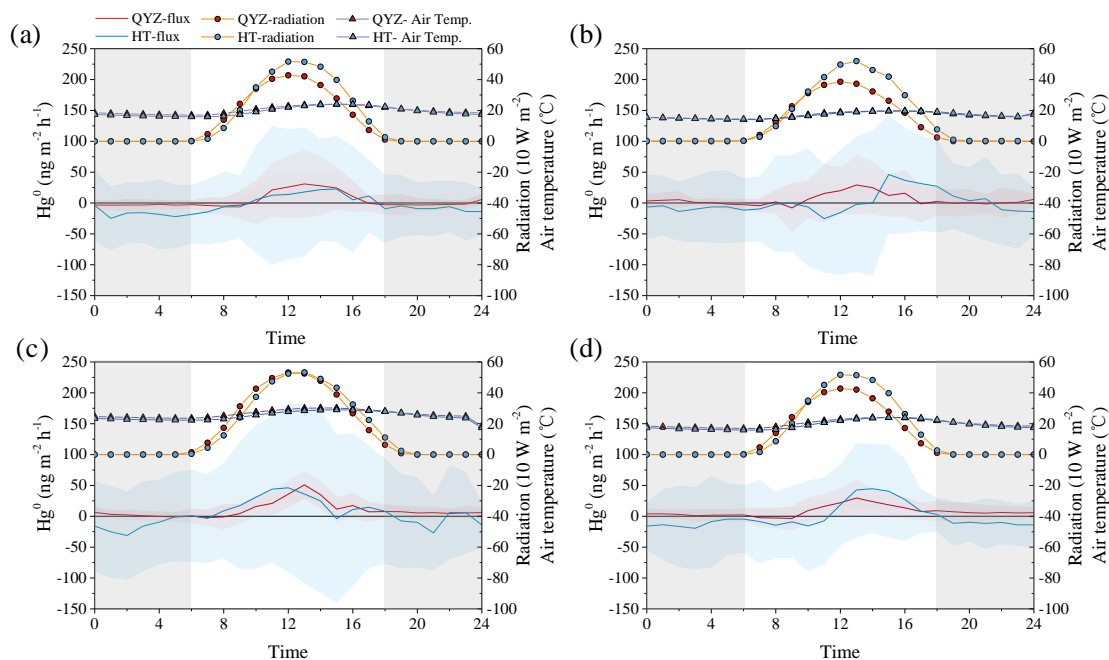 QYZ-flux QYZ-radiation QYZ- Air Temp.
HT-flux HT-radiation HT- Air Temp.
(a)
250 200 150 100 50 0 -50 -100 -150
Hg⁰ (ng m⁻² h⁻¹)
60 40 20 0 -20 -40 -60 -80 -100
Radiation (10 W m⁻²)
Air temperature (℃)
0 4 8 12 16 20 24
Time
(b)
250 200 150 100 50 0 -50 -100 -150
Hg⁰ (ng m⁻² h⁻¹)
60 40 20 0 -20 -40 -60 -80 -100
Radiation (10 W m⁻²)
Air temperature (℃)
0 4 8 12 16 20 24
Time
(c)
250 200 150 100 50 0 -50 -100 -150
Hg⁰ (ng m⁻² h⁻¹)
60 40 20 0 -20 -40 -60 -80 -100
Radiation (10 W m⁻²)
Air temperature (℃)
0 4 8 12 16 20 24
Time
(d)
250 200 150 100 50 0 -50 -100 -150
Hg⁰ (ng m⁻² h⁻¹)
60 40 20 0 -20 -40 -60 -80 -100
Radiation (10 W m⁻²)
Air temperature (℃)
0 4 8 12 16 20 24
Time